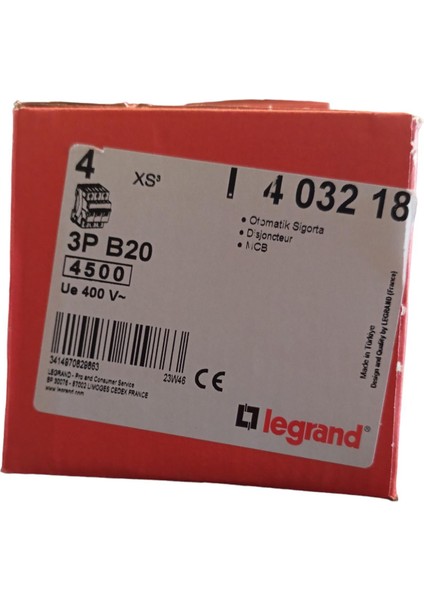 4 XS³ 4 032 18
• Otomatik Sigorta
• Disjoncteur
• MCB
3P B20
4500
Ue 400 V~
3414970829863
23W46
LEGRAND - Pro and Consumer Service
BP 30076 - 87002 LIMOGES CEDEX FRANCE
www.legrand.com
CE
legrand
Made in Türkiye
Design and Quality by LEGRAND (France)